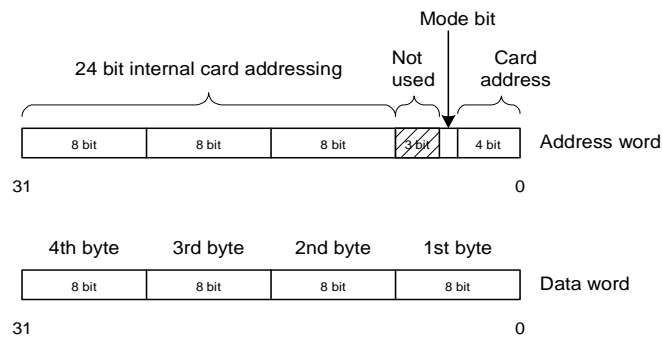 Mode bit
24 bit internal card addressing
Not used
Card address
8 bit 8 bit 8 bit 3 bit 4 bit Address word
31 0
4th byte 3rd byte 2nd byte 1st byte
8 bit 8 bit 8 bit 8 bit Data word
31 0